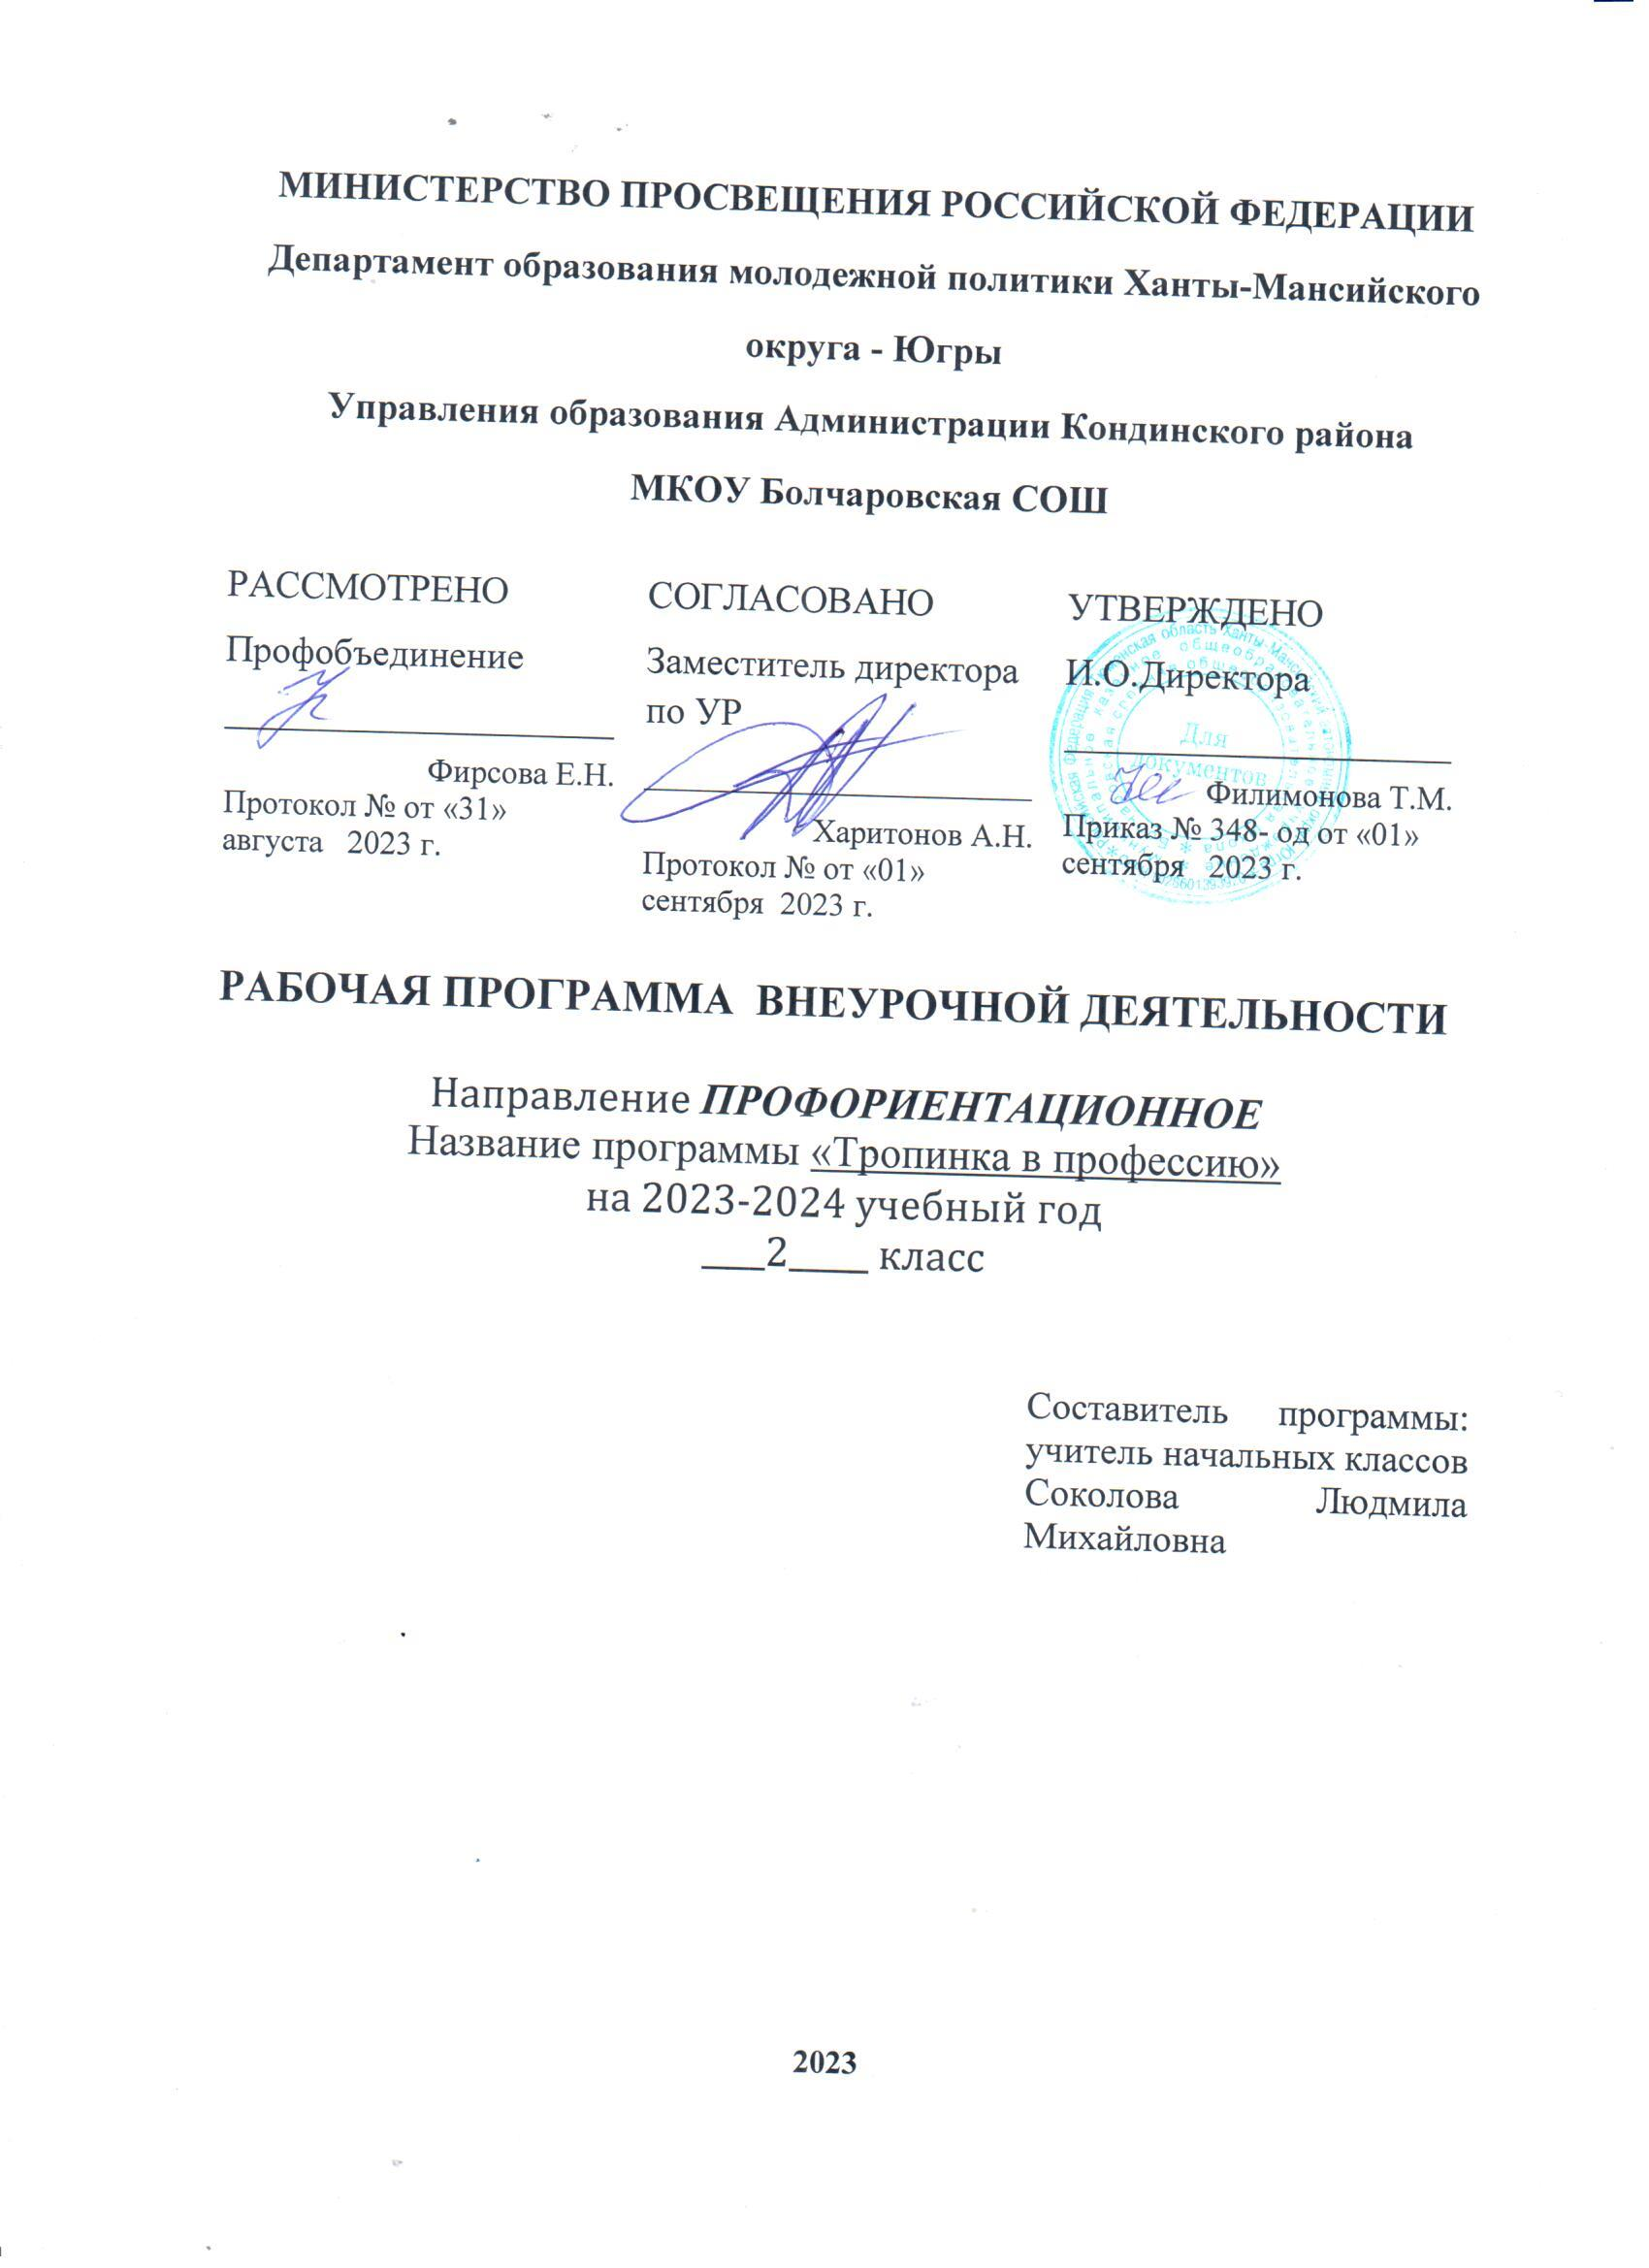 МИНИСТЕРСТВО ПРОСВЕЩЕНИЯ РОССИЙСКОЙ ФЕДЕРАЦИИ
Департамент образования молодежной политики Ханты-Мансийского
округа - Югры
Управления образования Администрации Кондинского района
МКОУ Болчаровская СОШ
РАССМОТРЕНО
Профобъединение
Фирсова Е.Н.
Протокол № от «31»
августа 2023 г.
СОГЛАСОВАНО
Заместитель директора
по УР
Харитонов А.Н.
Протокол № от «01»
сентября 2023 г.
УТВЕРЖДЕНО
И.О.Директора
Для
документов
Филимонова Т.М.
Приказ № 348- од от «01»
сентября 2023 г.
РАБОЧАЯ ПРОГРАММА ВНЕУРОЧНОЙ ДЕЯТЕЛЬНОСТИ
Направление ПРОФОРИЕНТАЦИОННОЕ
Название программы «Тропинка в профессию»
на 2023-2024 учебный год
___2____ класс
Составитель программы:
учитель начальных классов
Соколова Людмила
Михайловна
2023